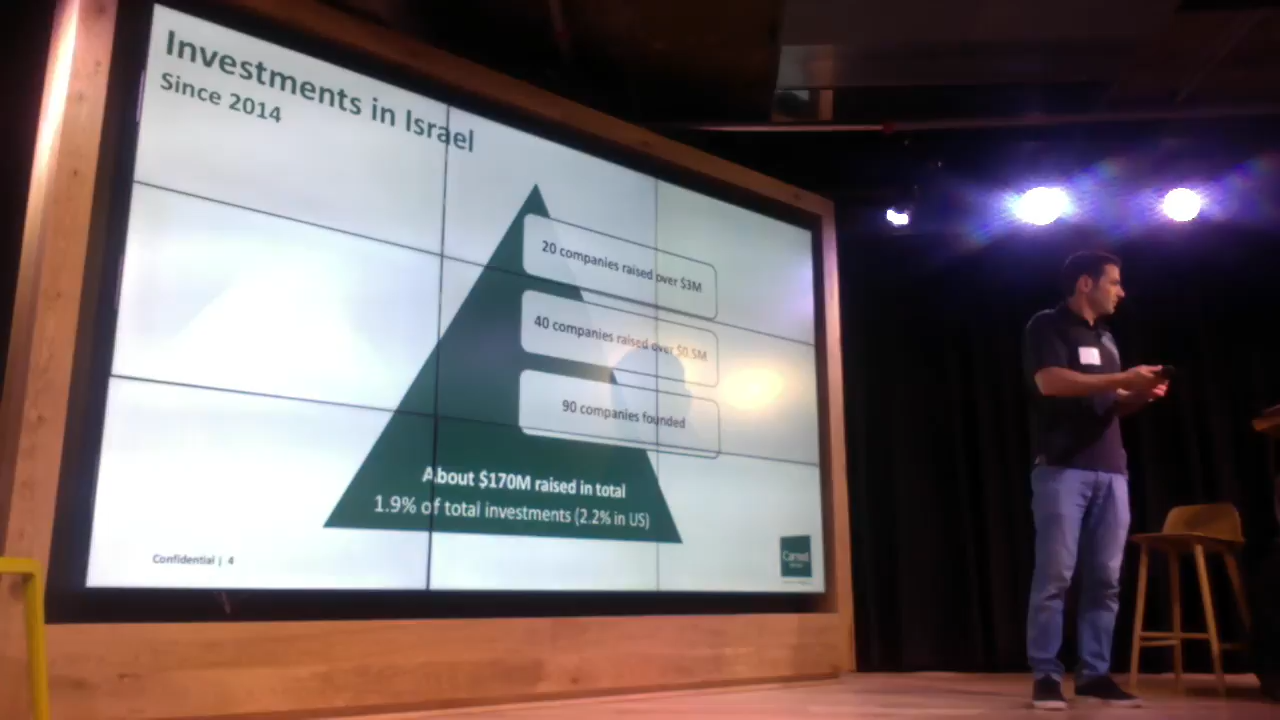 Investments in Israel
Since 2014
20 companies raised over $3M
40 companies raised over $0.5M
90 companies founded
About $170M raised in total
1.9% of total investments (2.2% in US)
Confidential | 4
Carmel